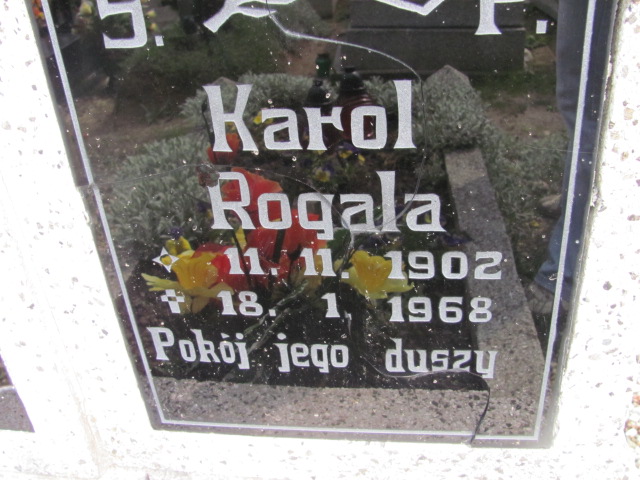 Ś. P.
Karol
Rogala
* 11. 11. 1902
✝ 18. 1. 1968
Pokój jego duszy